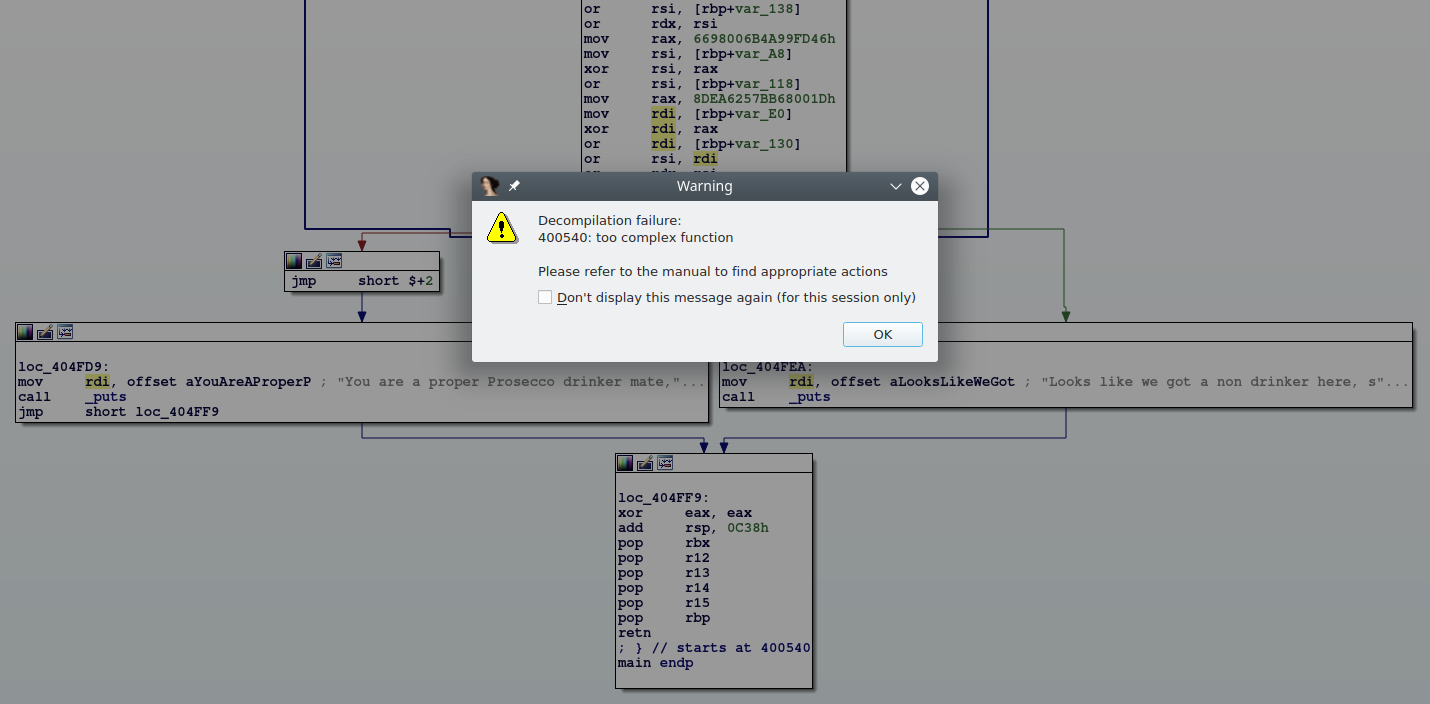 or rsi, [rbp+var_138]
or rdx, rsi
mov rax, 6698006B4A99FD46h
mov rsi, [rbp+var_A8]
xor rsi, rax
or rsi, [rbp+var_118]
mov rax, 8DEA6257BB68001Dh
mov rdi, [rbp+var_E0]
xor rdi, rax
or rdi, [rbp+var_130]
or rsi, rdi
Warning
Decompilation failure:
400540: too complex function
Please refer to the manual to find appropriate actions
Don't display this message again (for this session only)
OK
jmp short $+2
loc_404FD9:
mov rdi, offset aYouAreAProperP ; "You are a proper Prosecco drinker mate,"...
call _puts
jmp short loc_404FF9
loc_404FEA:
mov rdi, offset aLooksLikeWeGot ; "Looks like we got a non drinker here, s"...
call _puts
loc_404FF9:
xor eax, eax
add rsp, 0C38h
pop rbx
pop r12
pop r13
pop r14
pop r15
pop rbp
retn
; } // starts at 400540
main endp